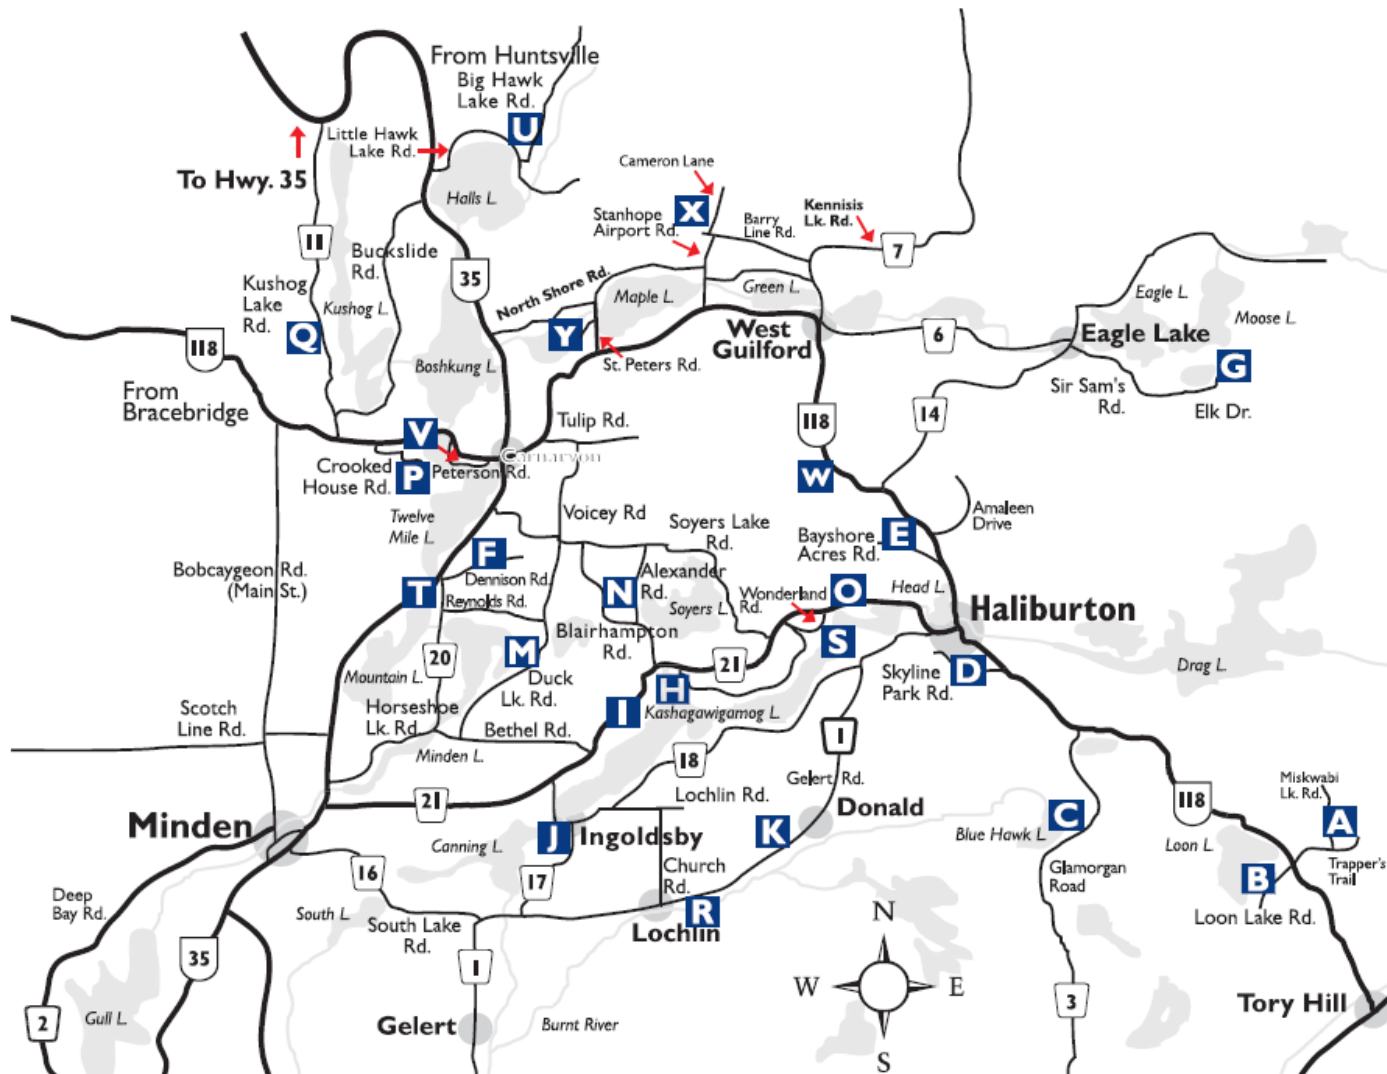 From Huntsville
Big Hawk
Lake Rd.
U
Little Hawk
Lake Rd.
To Hwy. 35
Halls L.
Cameron Lane
X
Stanhope
Airport Rd.
Barry
Line Rd.
Kennisis
Lk. Rd.
7
11
Buckslide
Rd.
35
Kushog
Lake
Rd.
Q
Kushog L.
North Shore Rd.
Maple L.
Green L.
Eagle L.
Moose L.
118
Y
West
Guilford
6
Eagle Lake
G
Boshkung L.
St. Peters Rd.
Sir Sam's
Rd.
Elk Dr.
From
Bracebridge
14
118
Tulip Rd.
V
Carnarvon
Crooked
House Rd.
P
Peterson Rd.
W
Twelve
Mile L.
Voicey Rd
Soyers Lake
Rd.
Bayshore
Acres Rd.
E
Amaleen
Drive
Bobcaygeon Rd.
(Main St.)
F
Dennison Rd.
T
Reynolds Rd.
N
Alexander
Rd.
Soyers L.
Wonderland
Rd.
O
Head L.
Haliburton
Blairhampton
Rd.
S
M
20
Mountain L.
Duck
Lk. Rd.
21
H
Skyline
Park Rd.
D
Drag L.
Scotch
Line Rd.
Horseshoe
Lk. Rd.
Bethel Rd.
I
Kashagawigamog L.
1
Minden L.
18
Gelert Rd.
21
Lochlin Rd.
Donald
118
Miskwabi
Lk. Rd.
A
Minden
Canning L.
J
Ingoldsby
K
Blue Hawk L.
C
Loon L.
Trapper's
Trail
16
17
Church
Rd.
Glamorgan
Road
B
Loon Lake Rd.
Deep
Bay Rd.
South L.
South Lake
Rd.
R
Lochlin
N
35
1
W
E
3
Tory Hill
2
Gull L.
Gelert
Burnt River
S